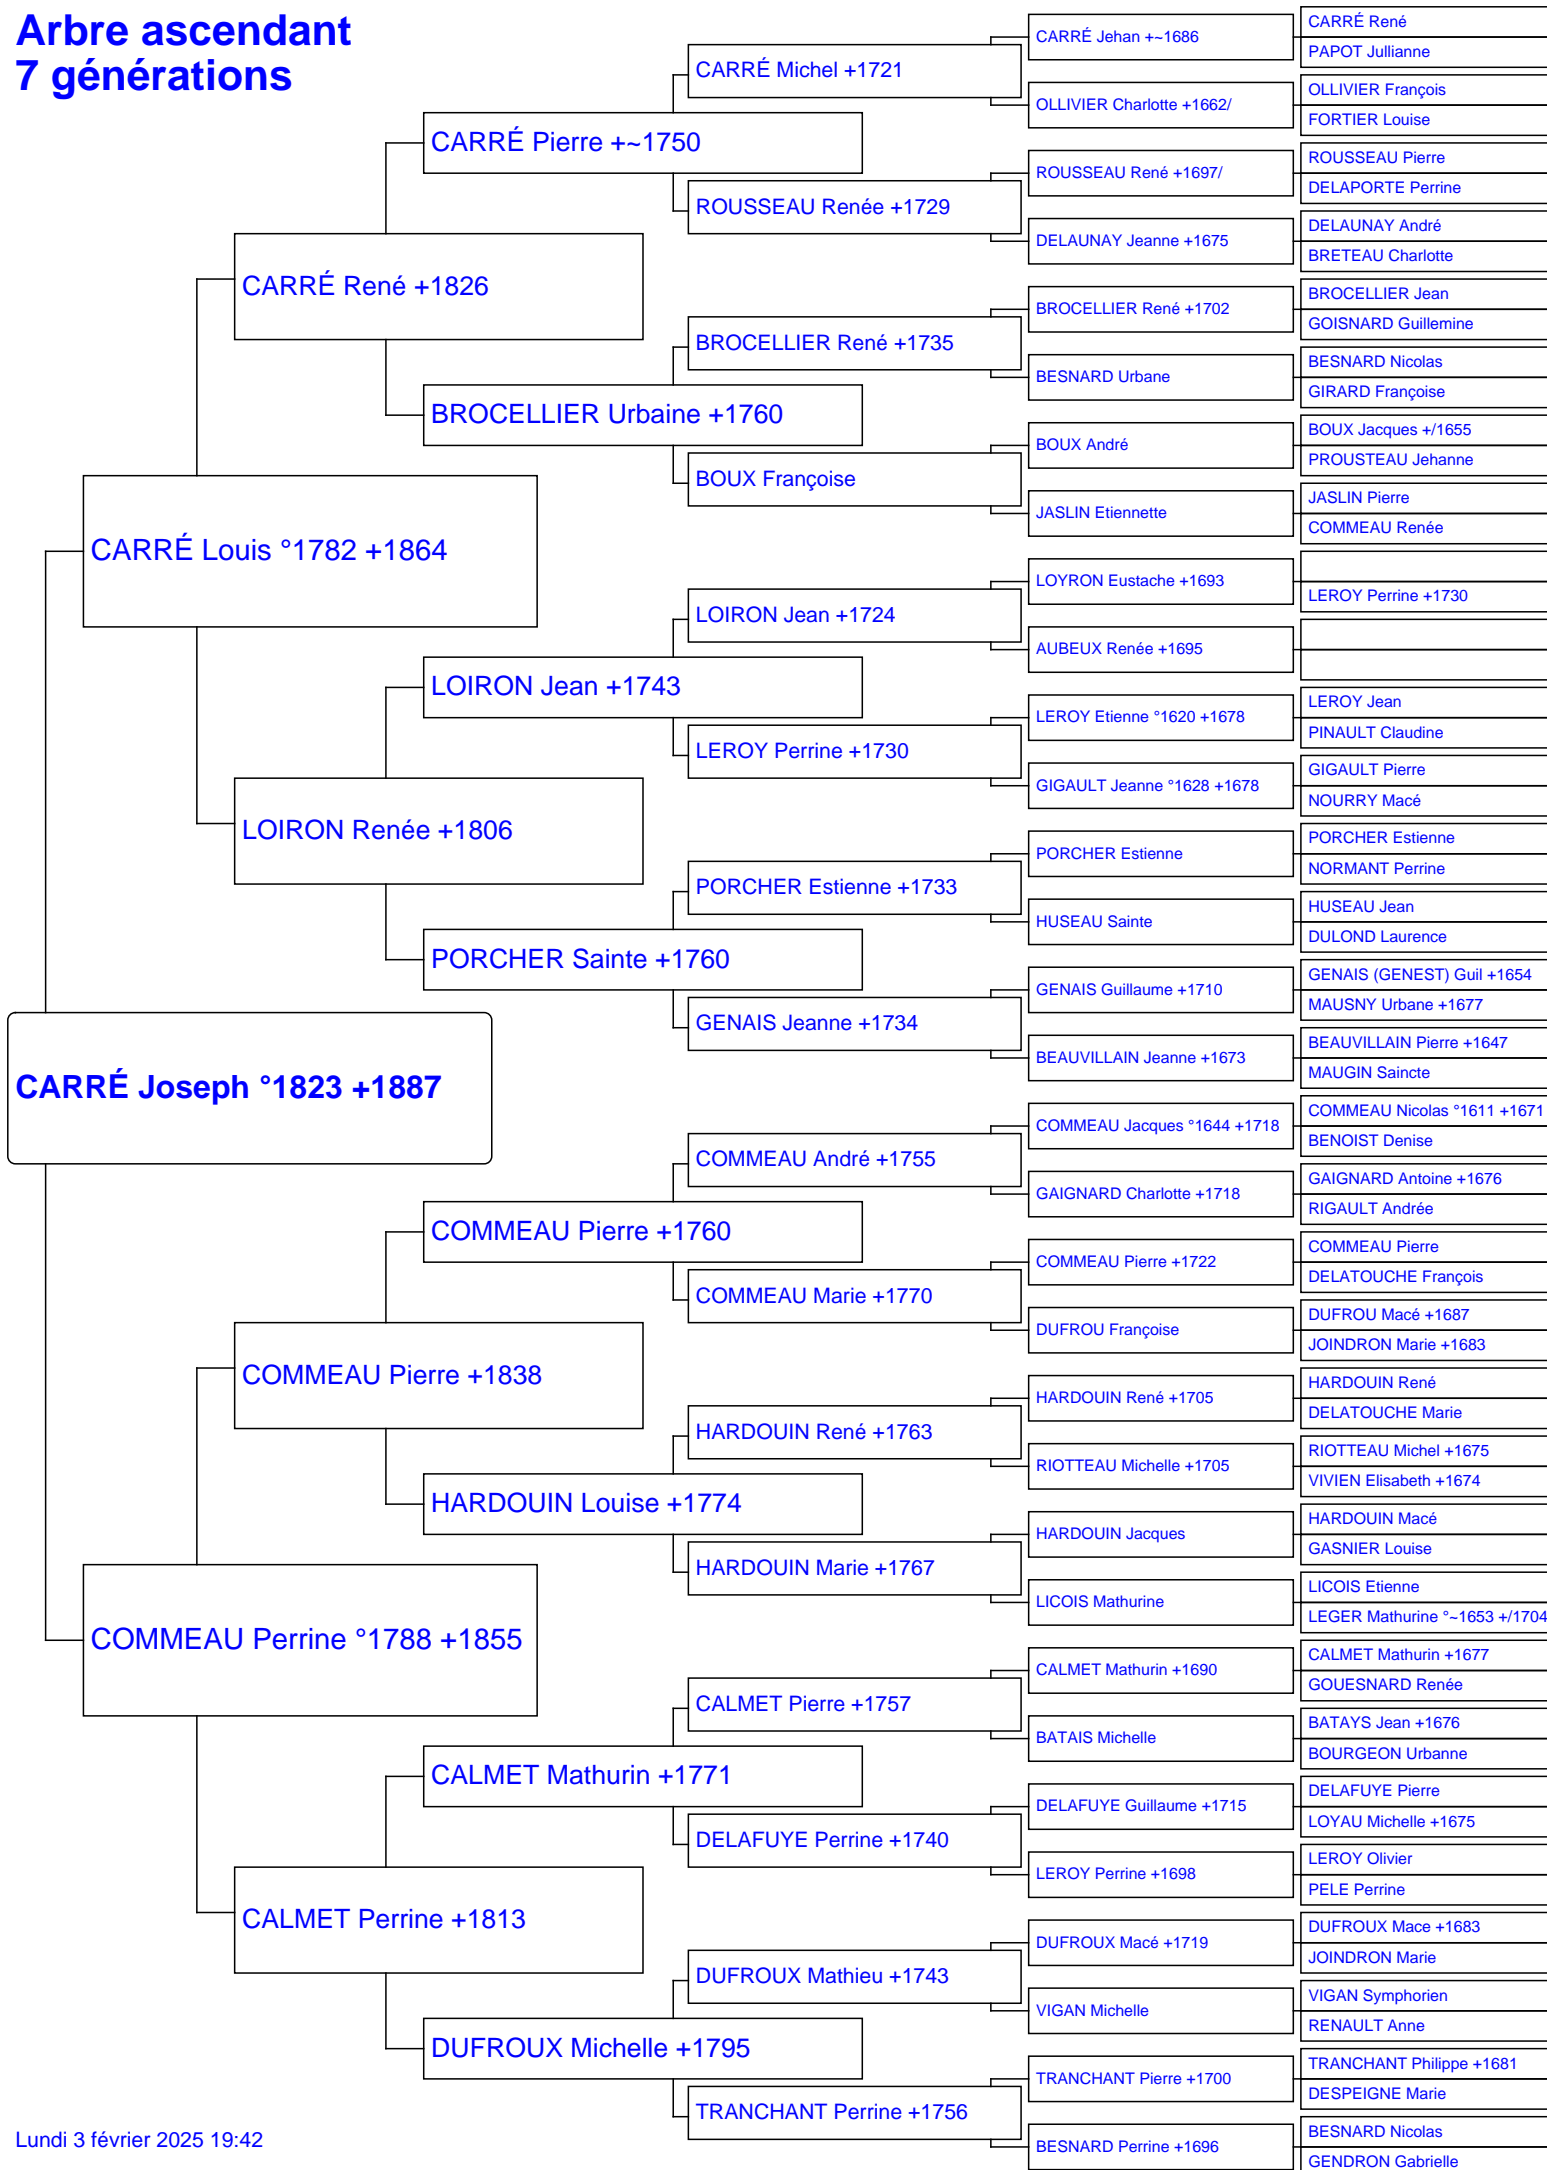 Arbre ascendant
7 générations
CARRÉ Joseph °1823 +1887
CARRÉ Louis °1782 +1864
COMMEAU Perrine °1788 +1855
CARRÉ René +1826
LOIRON Renée +1806
COMMEAU Pierre +1838
CALMET Perrine +1813
CARRÉ Pierre +~1750
BROCELLIER Urbaine +1760
LOIRON Jean +1743
PORCHER Sainte +1760
COMMEAU Pierre +1760
HARDOUIN Louise +1774
CALMET Mathurin +1771
DUFROUX Michelle +1795
CARRÉ Michel +1721
ROUSSEAU Renée +1729
BROCELLIER René +1735
BOUX Françoise
LOIRON Jean +1724
LEROY Perrine +1730
PORCHER Estienne +1733
GENAIS Jeanne +1734
COMMEAU André +1755
COMMEAU Marie +1770
HARDOUIN René +1763
HARDOUIN Marie +1767
CALMET Pierre +1757
DELAFUYE Perrine +1740
DUFROUX Mathieu +1743
TRANCHANT Perrine +1756
CARRÉ Jehan +~1686
OLLIVIER Charlotte +1662/
ROUSSEAU René +1697/
DELAUNAY Jeanne +1675
BROCELLIER René +1702
BESNARD Urbane
BOUX André
JASLIN Etiennette
LOYRON Eustache +1693
AUBEUX Renée +1695
LEROY Etienne °1620 +1678
GIGAULT Jeanne °1628 +1678
PORCHER Estienne
HUSEAU Sainte
GENAIS Guillaume +1710
BEAUVILLAIN Jeanne +1673
COMMEAU Jacques °1644 +1718
GAIGNARD Charlotte +1718
COMMEAU Pierre +1722
DUFROU Françoise
HARDOUIN René +1705
RIOTTEAU Michelle +1705
HARDOUIN Jacques
LICOIS Mathurine
CALMET Mathurin +1690
BATAIS Michelle
DELAFUYE Guillaume +1715
LEROY Perrine +1698
DUFROUX Macé +1719
VIGAN Michelle
TRANCHANT Pierre +1700
BESNARD Perrine +1696
CARRÉ René
PAPOT Jullianne
OLLIVIER François
FORTIER Louise
ROUSSEAU Pierre
DELAPORTE Perrine
DELAUNAY André
BRETEAU Charlotte
BROCELLIER Jean
GOISNARD Guillemine
BESNARD Nicolas
GIRARD Françoise
BOUX Jacques +/1655
PROUSTEAU Jehanne
JASLIN Pierre
COMMEAU Renée
LEROY Perrine +1730
LEROY Jean
PINAULT Claudine
GIGAULT Pierre
NOURRY Macé
PORCHER Estienne
NORMANT Perrine
HUSEAU Jean
DULOND Laurence
GENAIS (GENEST) Guil +1654
MAUSNY Urbane +1677
BEAUVILLAIN Pierre +1647
MAUGIN Saincte
COMMEAU Nicolas °1611 +1671
BENOIST Denise
GAIGNARD Antoine +1676
RIGAULT Andrée
COMMEAU Pierre
DELATOUCHE François
DUFROU Macé +1687
JOINDRON Marie +1683
HARDOUIN René
DELATOUCHE Marie
RIOTTEAU Michel +1675
VIVIEN Elisabeth +1674
HARDOUIN Macé
GASNIER Louise
LICOIS Etienne
LEGER Mathurine °~1653 +/1704
CALMET Mathurin +1677
GOUESNARD Renée
BATAYS Jean +1676
BOURGEON Urbanne
DELAFUYE Pierre
LOYAU Michelle +1675
LEROY Olivier
PELE Perrine
DUFROUX Mace +1683
JOINDRON Marie
VIGAN Symphorien
RENAULT Anne
TRANCHANT Philippe +1681
DESPEIGNE Marie
BESNARD Nicolas
GENDRON Gabrielle
Lundi 3 février 2025 19:42